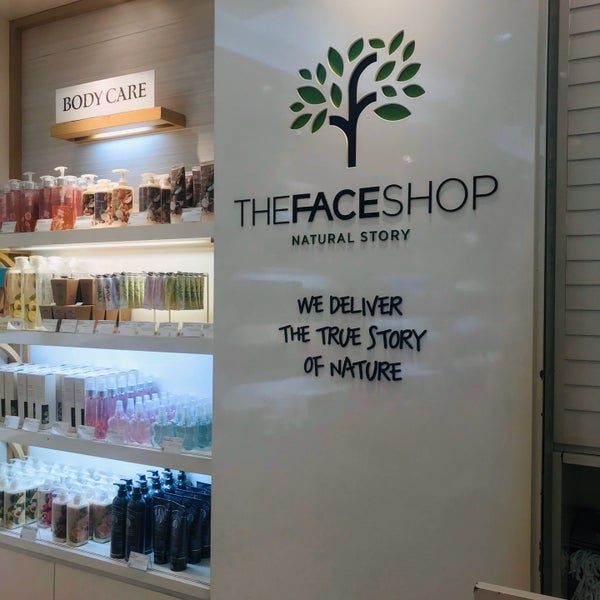 BODY CARE
THEFACESHOP
NATURAL STORY
WE DELIVER
THE TRUE STORY
OF NATURE